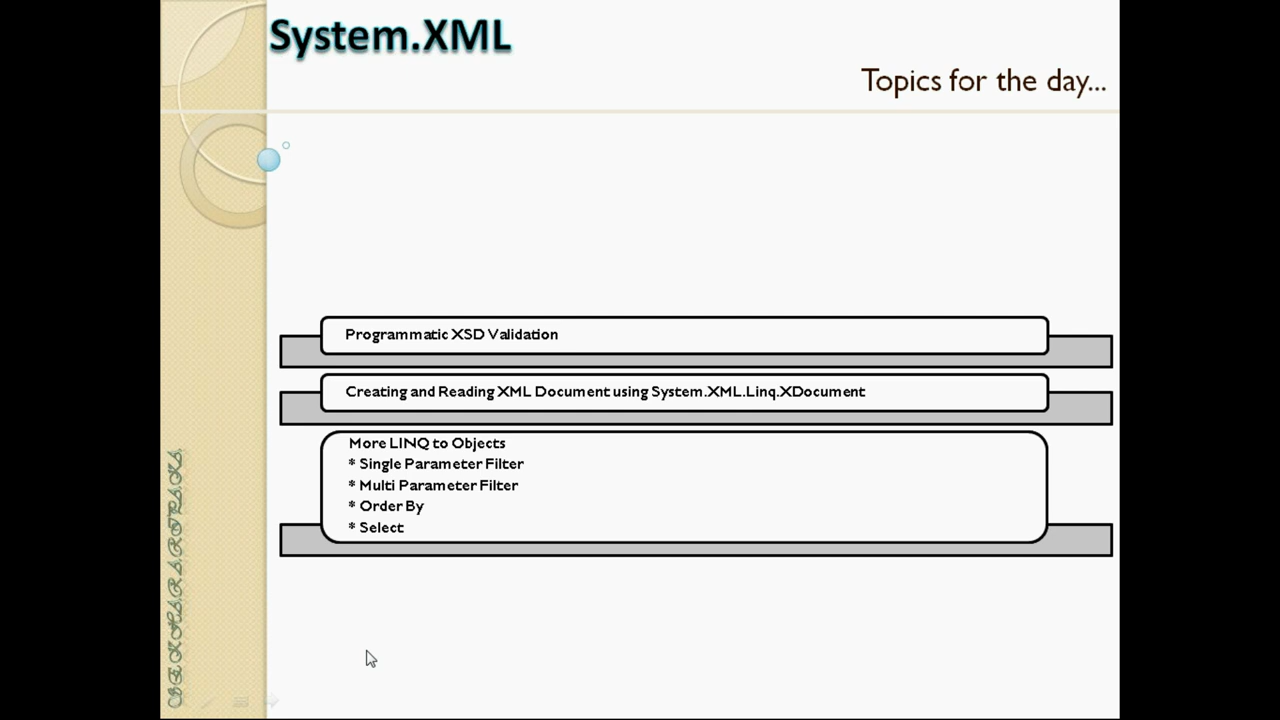 System.XML
Topics for the day...
Programmatic XSD Validation
Creating and Reading XML Document using System.XML.Linq.XDocument
More LINQ to Objects
* Single Parameter Filter
* Multi Parameter Filter
* Order By
* Select